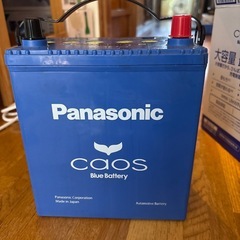 Panasonic
caos
Blue Battery
Panasonic Corporation
Made in Japan
Automotive Battery
大容量